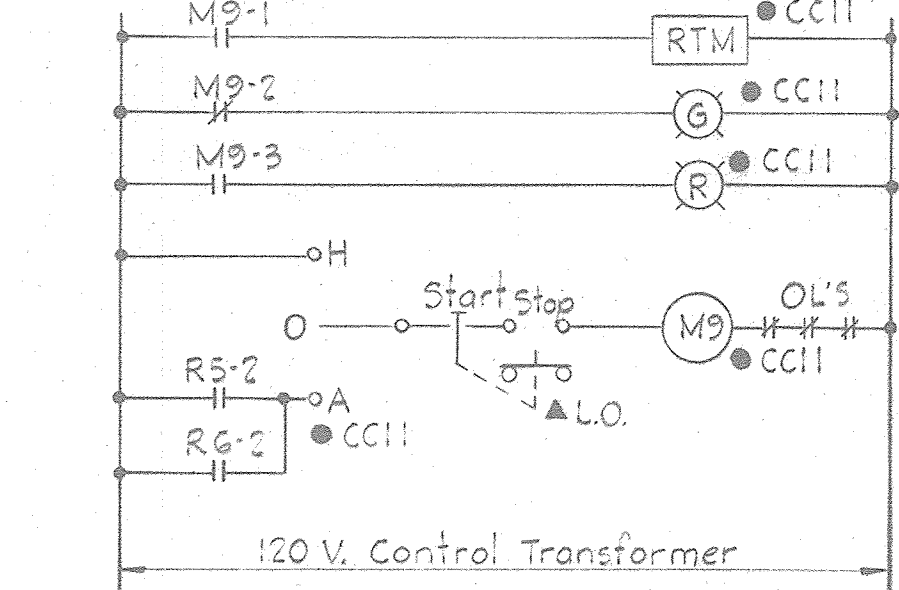 M9-1 CC11
RTM
M9-2 CC11
G
M9-3 CC11
R
H
Start Stop OL'S
O M9
CC11
R5-2
A L.O.
CC11
R6-2
120 V. Control Transformer